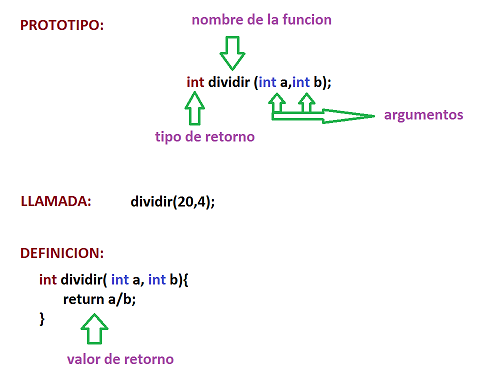 PROTOTIPO:
nombre de la funcion
int dividir (int a,int b);
argumentos
tipo de retorno
LLAMADA: dividir(20,4);
DEFINICION:
int dividir( int a, int b){
return a/b;
}
valor de retorno